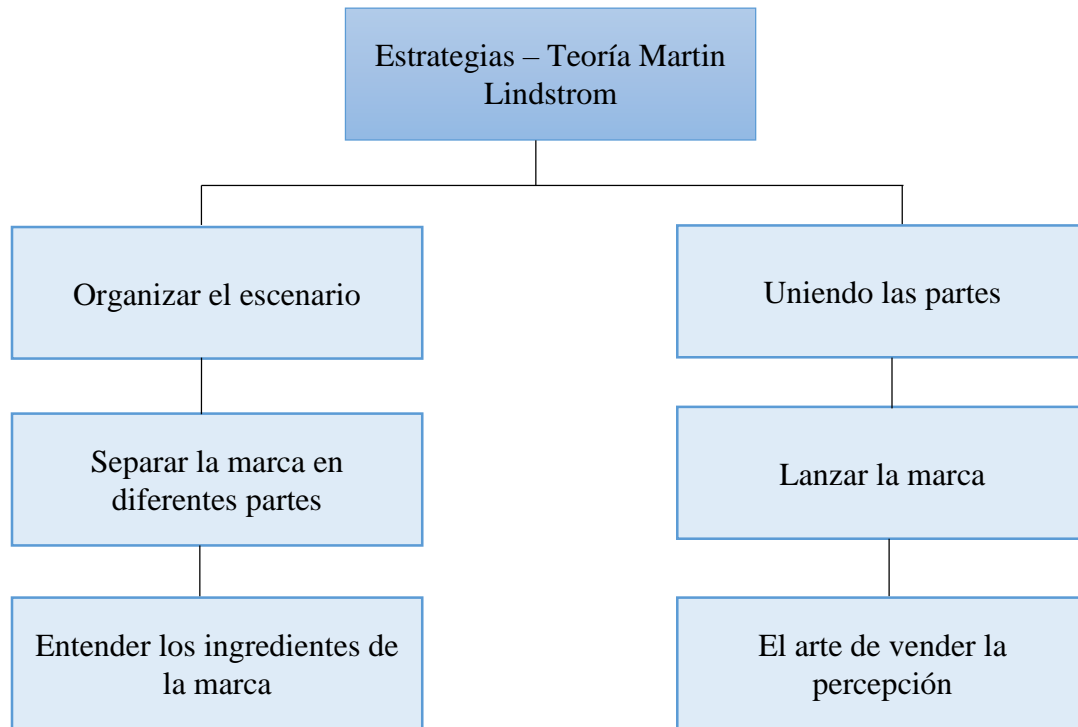 Estrategias – Teoría Martin
Lindstrom
Organizar el escenario
Uniendo las partes
Separar la marca en
diferentes partes
Lanzar la marca
Entender los ingredientes de
la marca
El arte de vender la
percepción